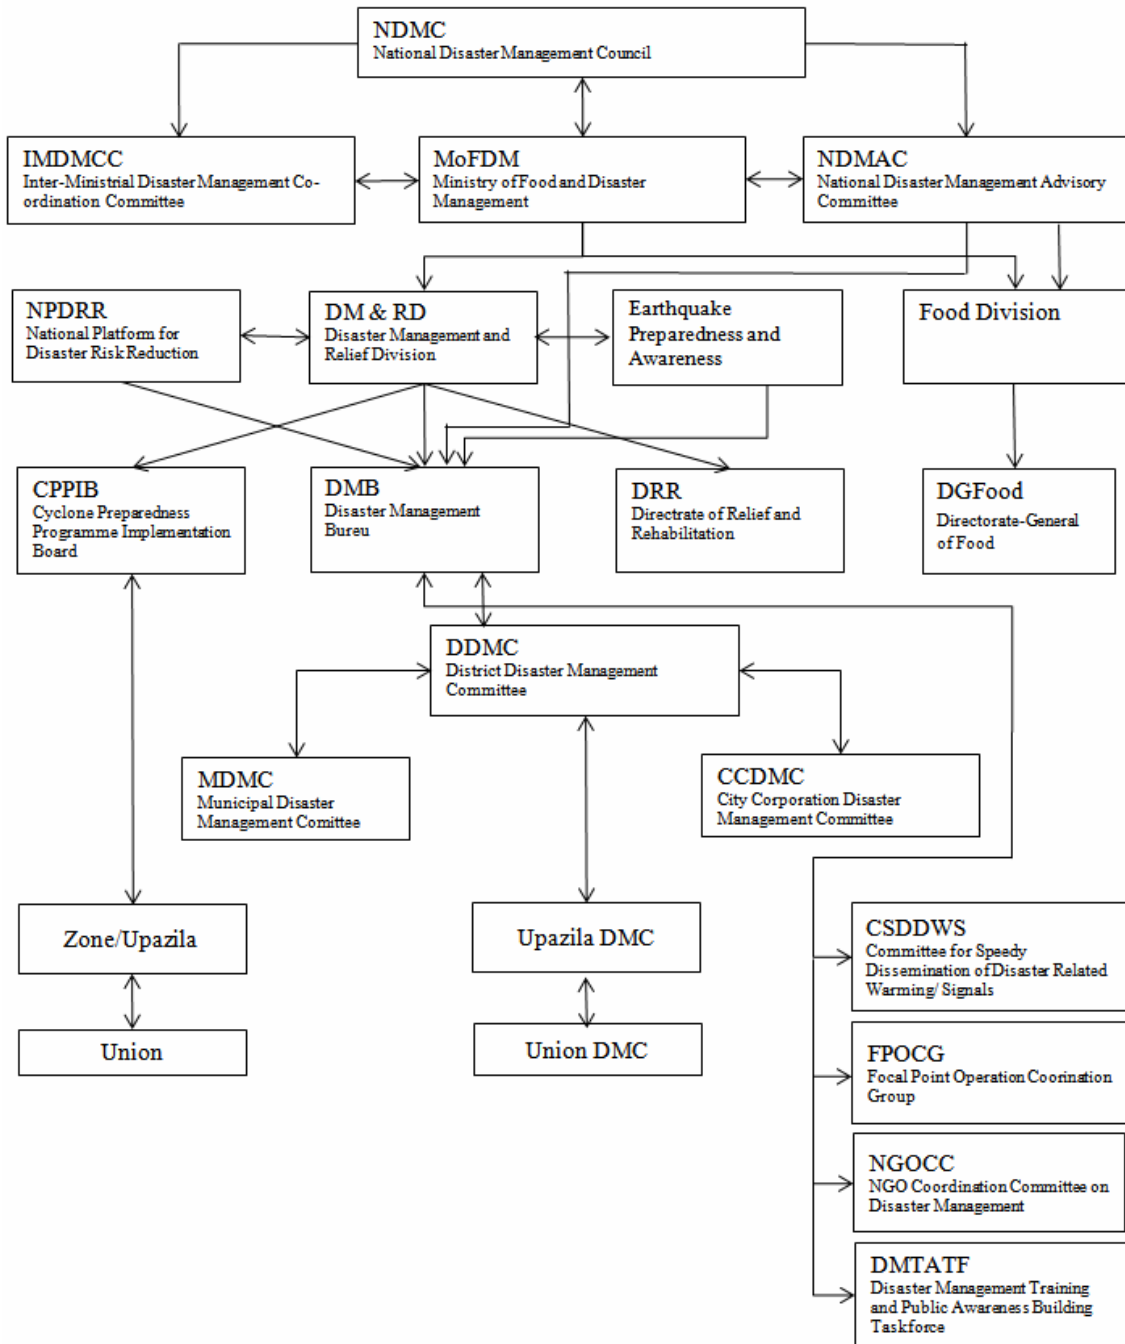 NDMC
National Disaster Management Council
IMDMCC
Inter-Ministrial Disaster Management Co-
ordination Committee
MoFDM
Ministry of Food and Disaster
Management
NDMAC
National Disaster Management Advisory
Committee
NPDRR
National Platform for
Disaster Risk Reduction
DM & RD
Disaster Management and
Relief Division
Earthquake
Preparedness and
Awareness
Food Division
CPPIB
Cyclone Preparedness
Programme Implementation
Board
DMB
Disaster Management
Bureu
DRR
Directrate of Relief and
Rehabilitation
DGFood
Directorate-General
of Food
DDMC
District Disaster Management
Committee
MDMC
Municipal Disaster
Management Comittee
CCDMC
City Corporation Disaster
Management Committee
Zone/Upazila
Upazila DMC
Union
Union DMC
CSDDWS
Committee for Speedy
Dissemination of Disaster Related
Warming/ Signals
FPOCG
Focal Point Operation Coorination
Group
NGOCC
NGO Coordination Committee on
Disaster Management
DMTATF
Disaster Management Training
and Public Awareness Building
Taskforce